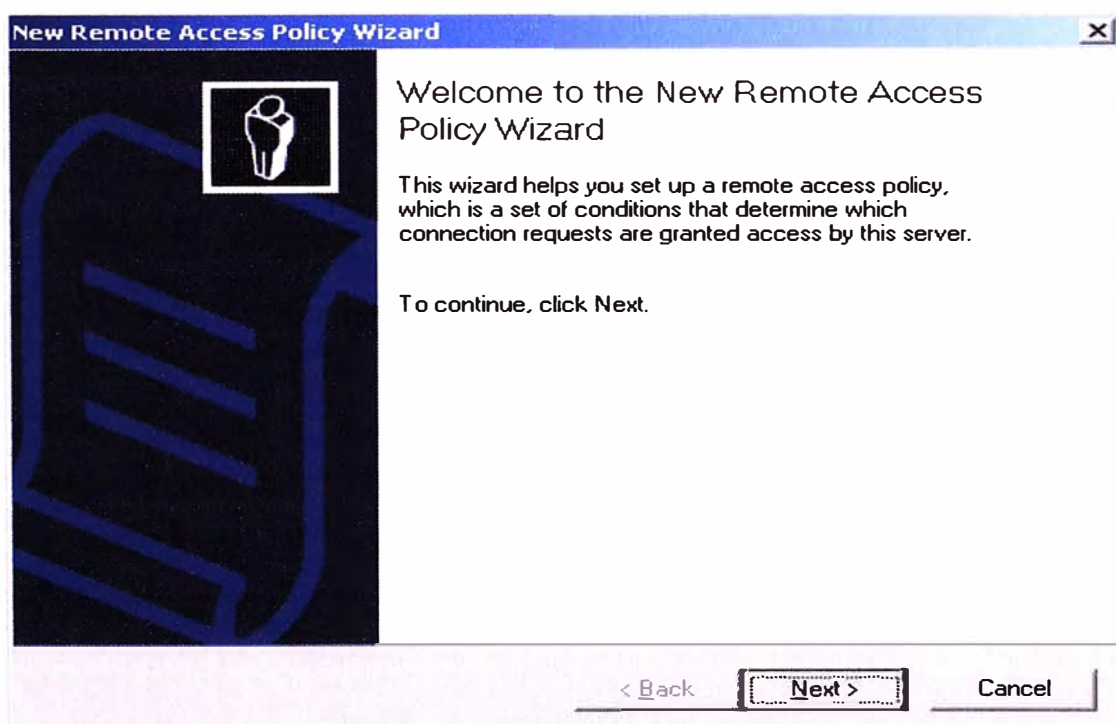 New Remote Access Policy Wizard
Welcome to the New Remote Access
Policy Wizard
This wizard helps you set up a remote access policy,
which is a set of conditions that determine which
connection requests are granted access by this server.
To continue, click Next.
< Back
Next >
Cancel